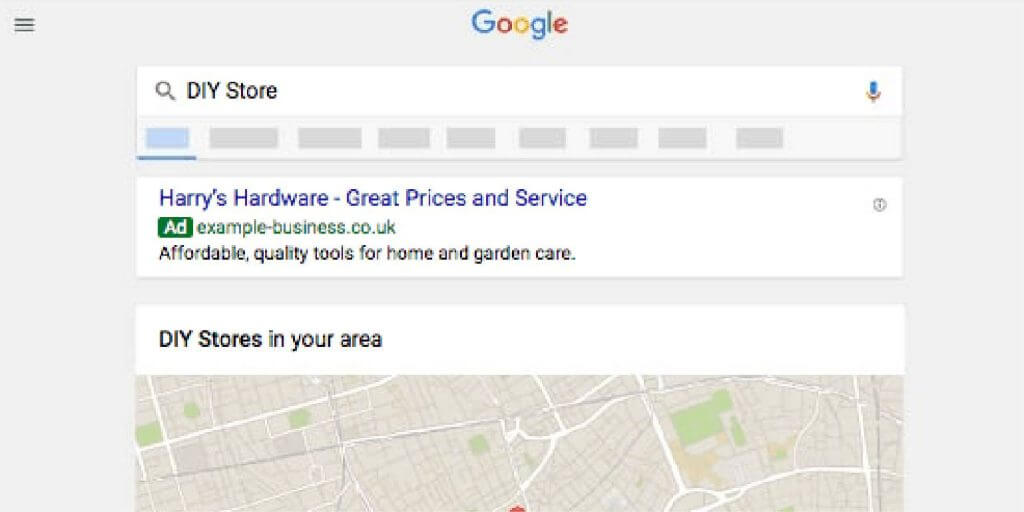 Google
DIY Store
Harry's Hardware - Great Prices and Service
Ad example-business.co.uk
Affordable, quality tools for home and garden care.
DIY Stores in your area